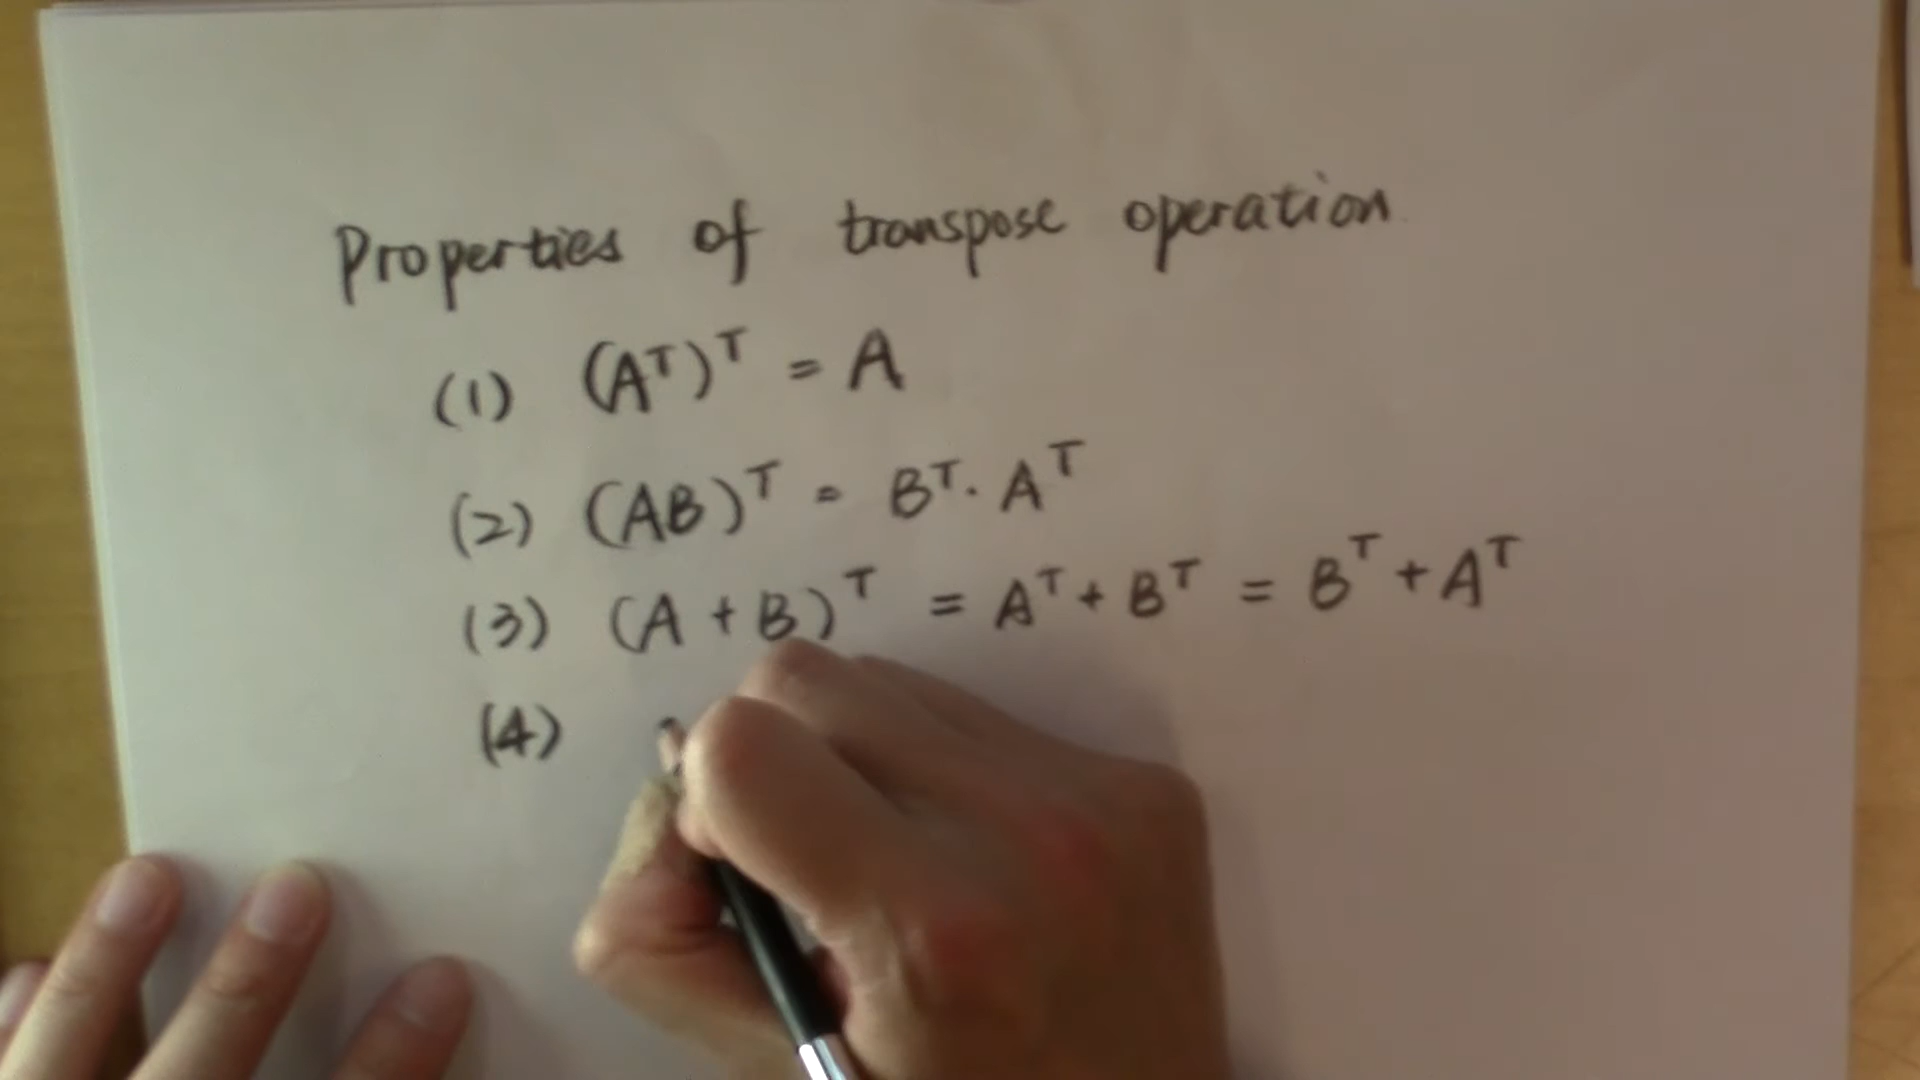 Properties of transpose operation
(1) (Aᵀ)ᵀ = A
(2) (AB)ᵀ = Bᵀ · Aᵀ
(3) (A + B)ᵀ = Aᵀ + Bᵀ = Bᵀ + Aᵀ
(4)